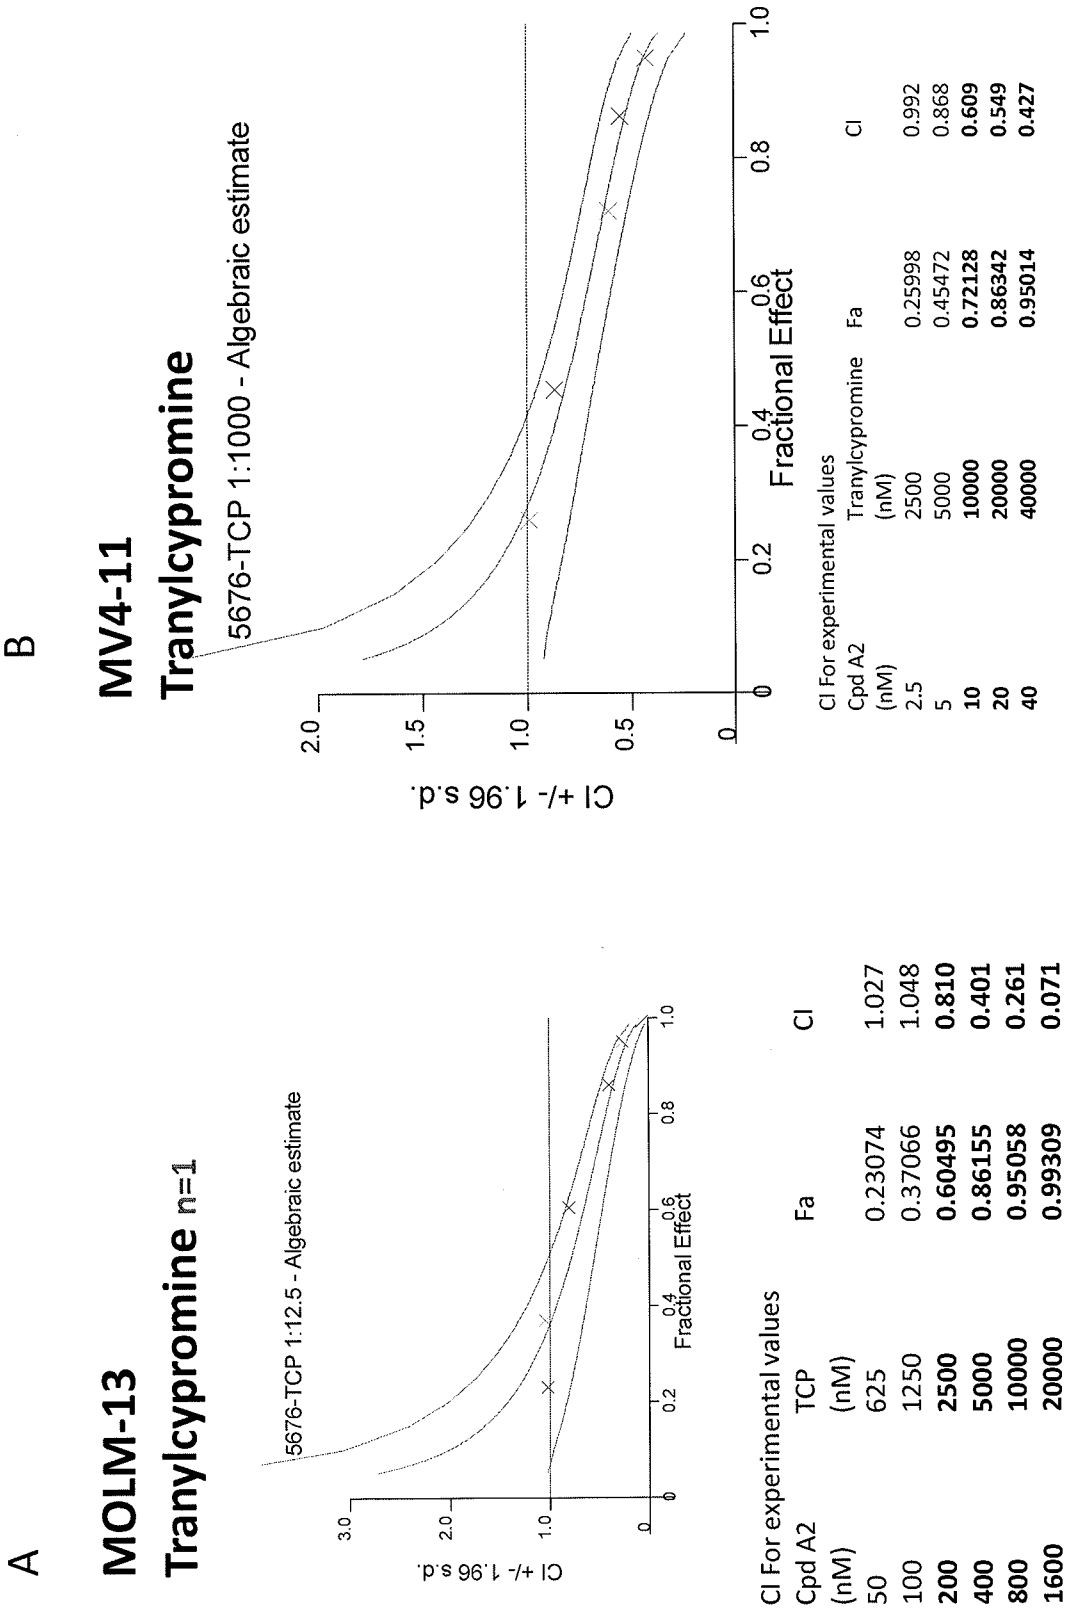 A
MOLM-13
Tranylcypromine n=1
5676-TCP 1:12.5 - Algebraic estimate
CI +/- 1.96 s.d.
3.0
2.0
1.0
0
0 0.2 0.4 0.6 0.8 1.0
Fractional Effect
CI For experimental values
Cpd A2 TCP Fa CI
(nM) (nM)
50 625 0.23074 1.027
100 1250 0.37066 1.048
200 2500 0.60495 0.810
400 5000 0.86155 0.401
800 10000 0.95058 0.261
1600 20000 0.99309 0.071
B
MV4-11
Tranylcypromine
5676-TCP 1:1000 - Algebraic estimate
CI +/- 1.96 s.d.
2.0
1.5
1.0
0.5
0
0 0.2 0.4 0.6 0.8 1.0
Fractional Effect
CI For experimental values
Cpd A2 Tranylcypromine Fa CI
(nM) (nM)
2.5 2500 0.25998 0.992
5 5000 0.45472 0.868
10 10000 0.72128 0.609
20 20000 0.86342 0.549
40 40000 0.95014 0.427